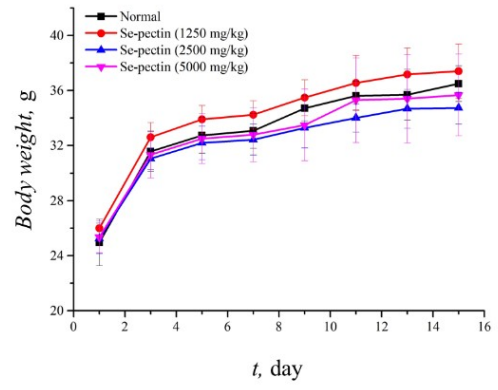 Normal
Se-pectin (1250 mg/kg)
Se-pectin (2500 mg/kg)
Se-pectin (5000 mg/kg)
Body weight, g
40
36
32
28
24
20
0 2 4 6 8 10 12 14 16
t, day